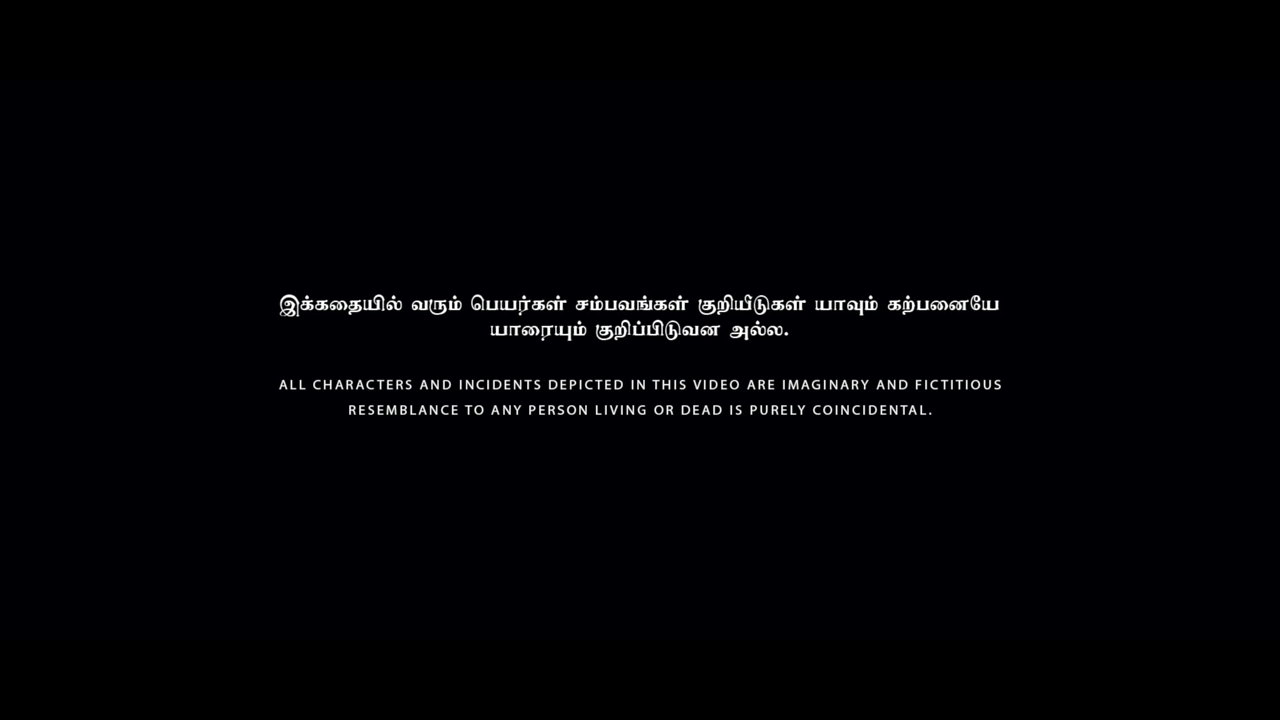 இக்கதையில் வரும் பெயர்கள் சம்பவங்கள் குறியீடுகள் யாவும் கற்பனையே
யாரையும் குறிப்பிடுவன அல்ல.
ALL CHARACTERS AND INCIDENTS DEPICTED IN THIS VIDEO ARE IMAGINARY AND FICTITIOUS
RESEMBLANCE TO ANY PERSON LIVING OR DEAD IS PURELY COINCIDENTAL.